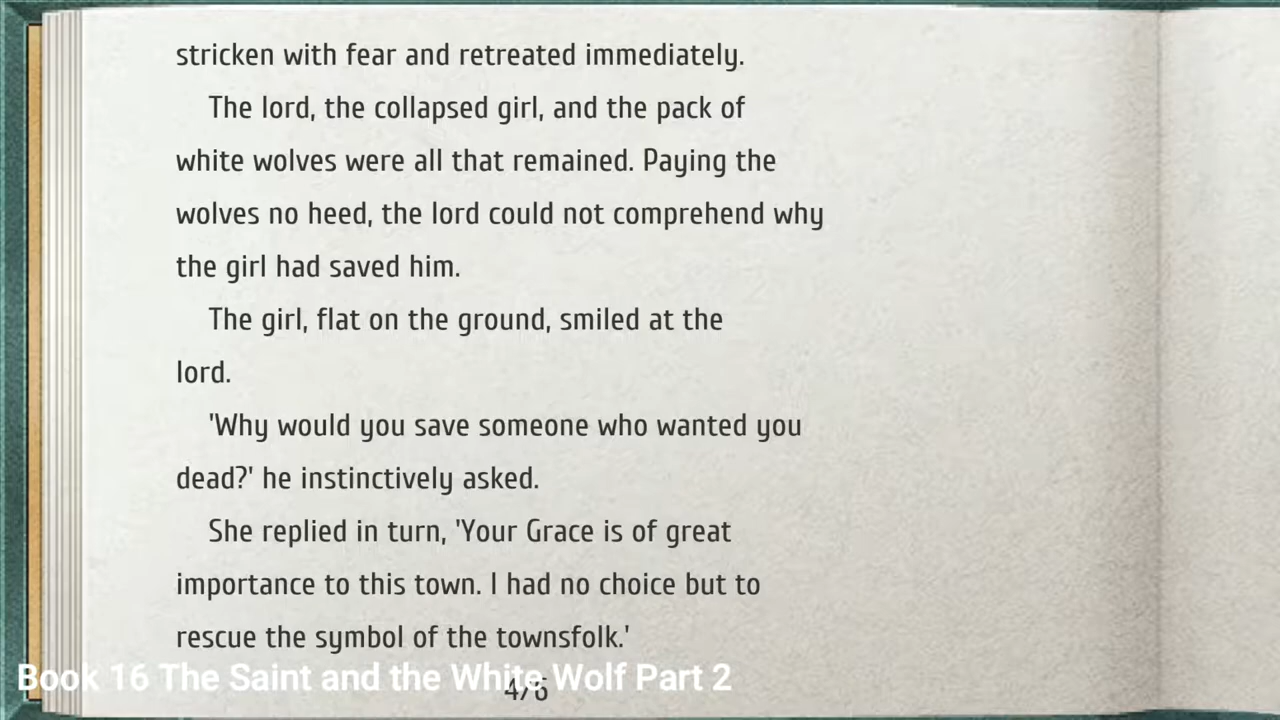 stricken with fear and retreated immediately.
The lord, the collapsed girl, and the pack of
white wolves were all that remained. Paying the
wolves no heed, the lord could not comprehend why
the girl had saved him.
The girl, flat on the ground, smiled at the
lord.
'Why would you save someone who wanted you
dead?' he instinctively asked.
She replied in turn, 'Your Grace is of great
importance to this town. I had no choice but to
rescue the symbol of the townsfolk.'
Book 16 The Saint and the White Wolf Part 2